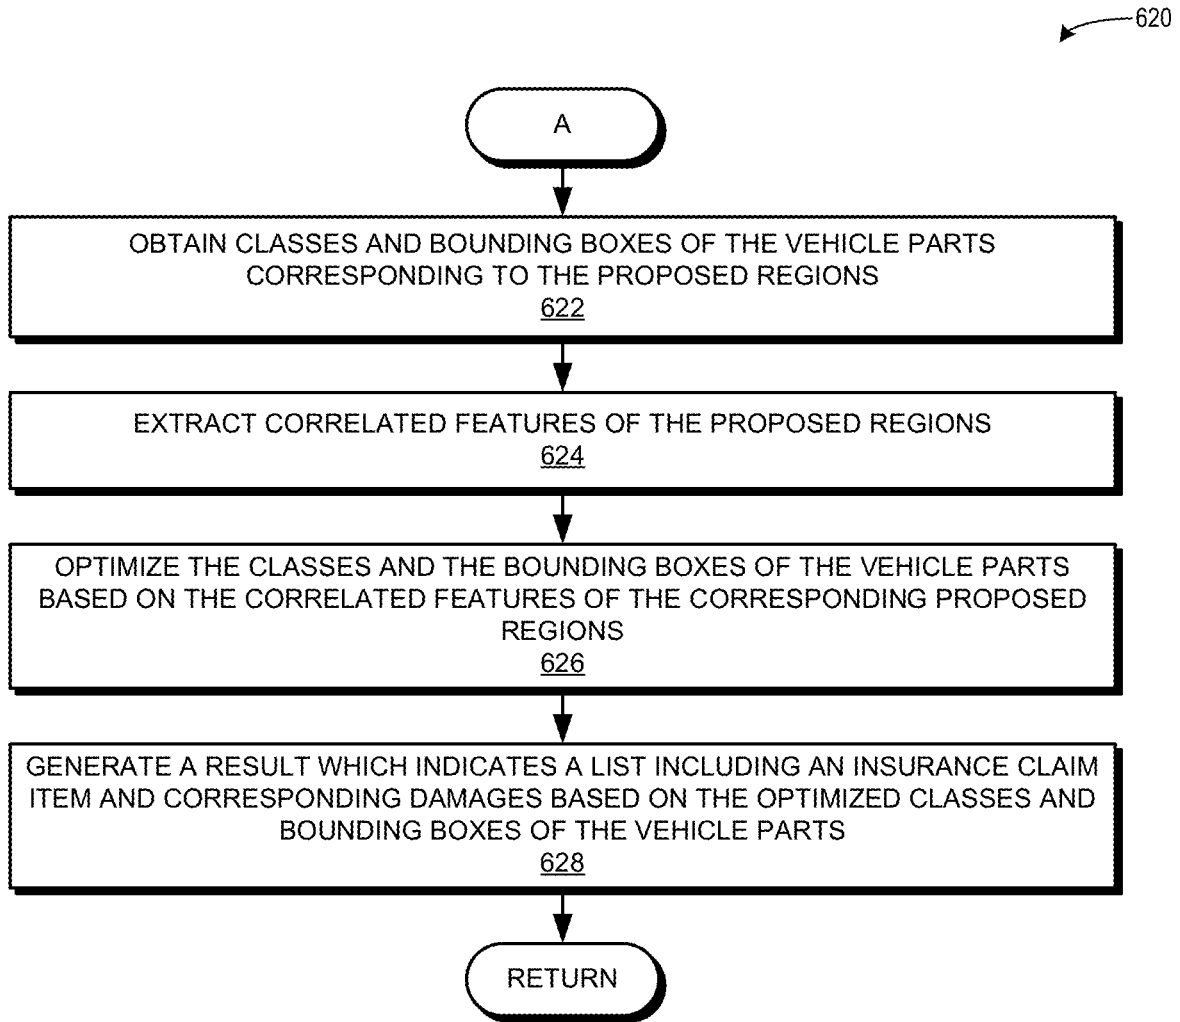 620
A
OBTAIN CLASSES AND BOUNDING BOXES OF THE VEHICLE PARTS
CORRESPONDING TO THE PROPOSED REGIONS
622
EXTRACT CORRELATED FEATURES OF THE PROPOSED REGIONS
624
OPTIMIZE THE CLASSES AND THE BOUNDING BOXES OF THE VEHICLE PARTS
BASED ON THE CORRELATED FEATURES OF THE CORRESPONDING PROPOSED
REGIONS
626
GENERATE A RESULT WHICH INDICATES A LIST INCLUDING AN INSURANCE CLAIM
ITEM AND CORRESPONDING DAMAGES BASED ON THE OPTIMIZED CLASSES AND
BOUNDING BOXES OF THE VEHICLE PARTS
628
RETURN